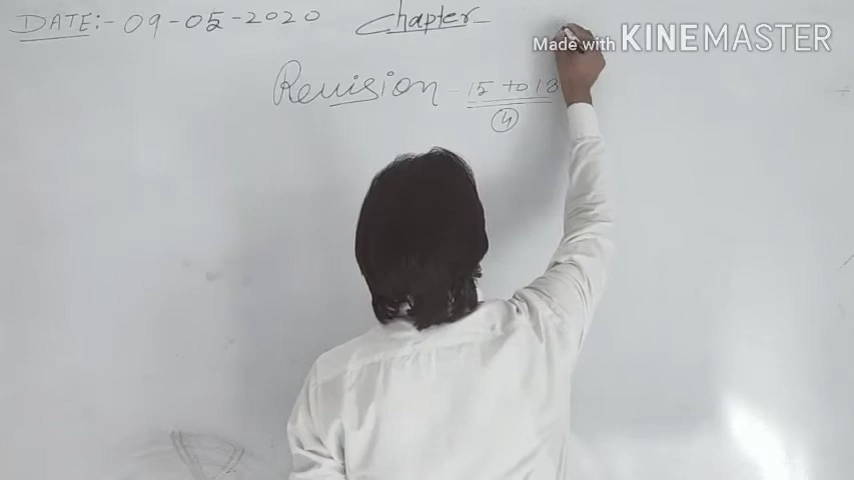 DATE:- 09-05-2020 Chapter-
Made with KINEMASTER
Revision - 15 to 18
4